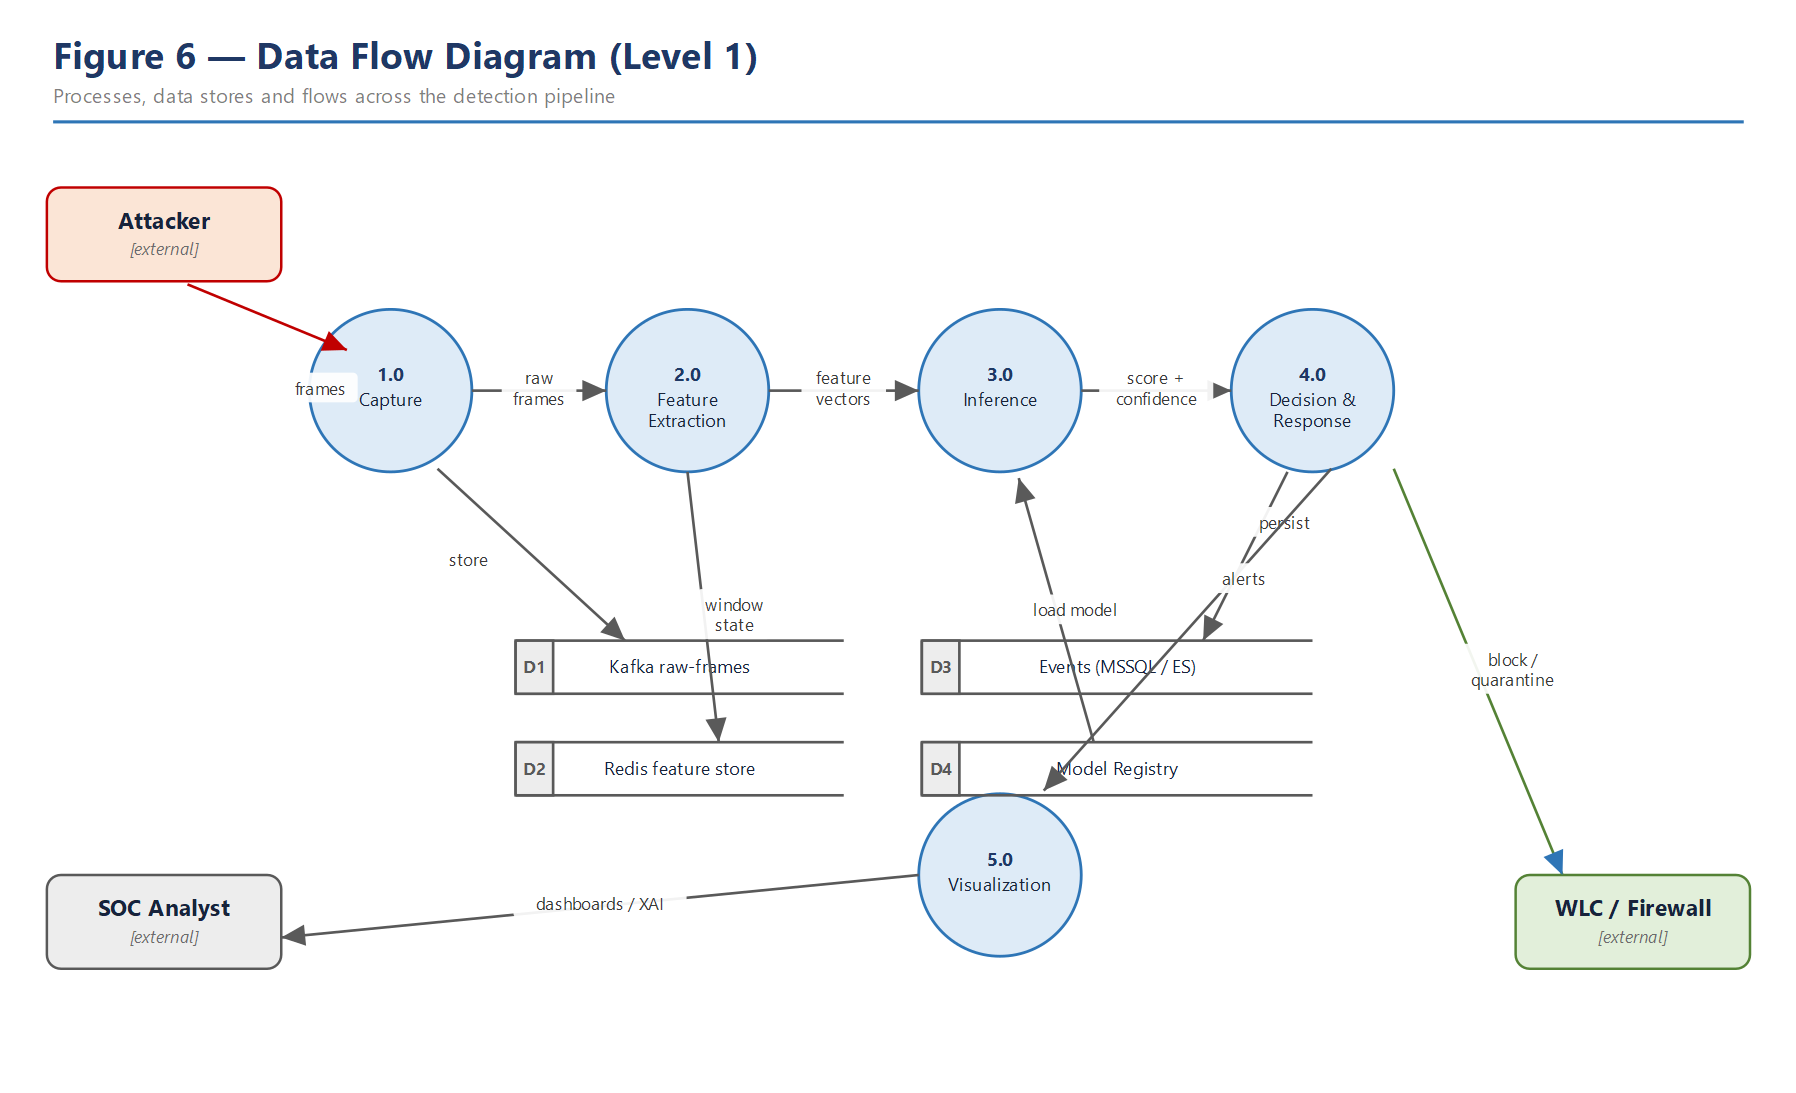 Figure 6 — Data Flow Diagram (Level 1)
Processes, data stores and flows across the detection pipeline
Attacker
[external]
frames
1.0
Capture
raw
frames
2.0
Feature
Extraction
feature
vectors
3.0
Inference
score +
confidence
4.0
Decision &
Response
store
window
state
load model
persist
alerts
block /
quarantine
D1
Kafka raw-frames
D3
Events (MSSQL / ES)
D2
Redis feature store
D4
Model Registry
5.0
Visualization
dashboards / XAI
SOC Analyst
[external]
WLC / Firewall
[external]